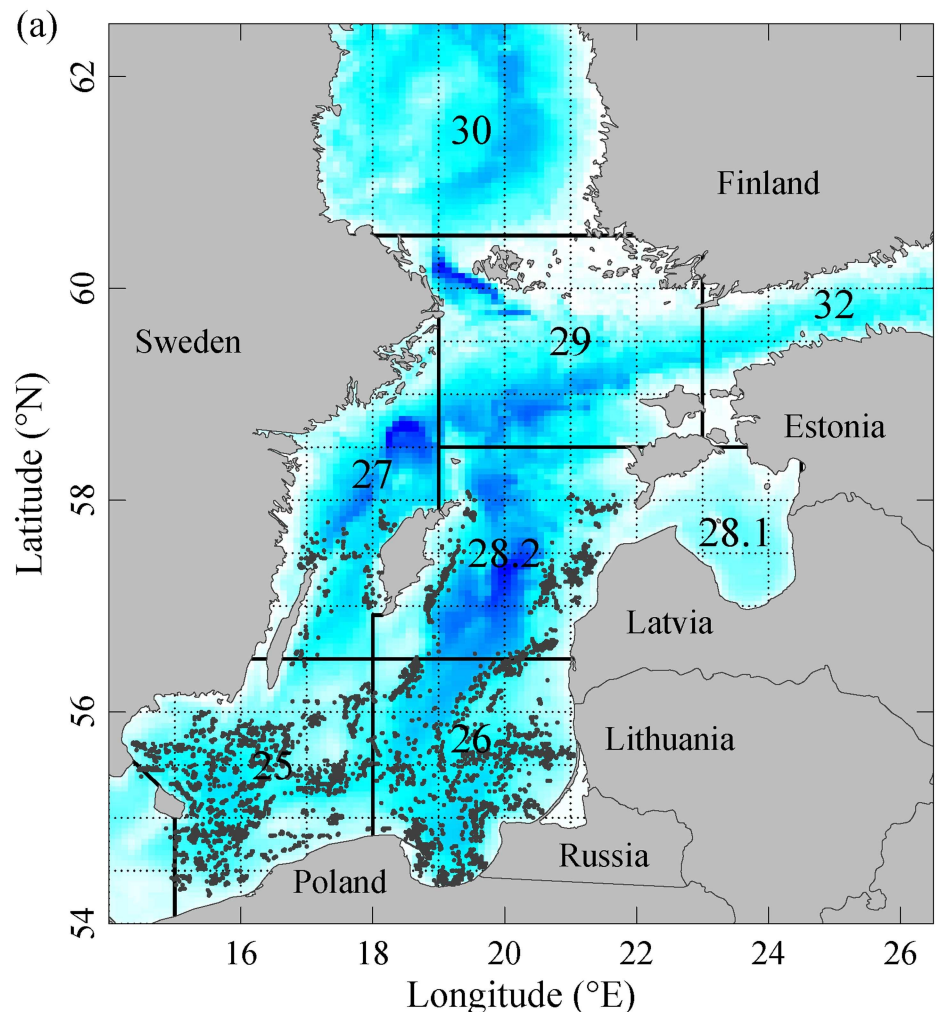 (a)
62
30
Finland
60
32
Sweden
29
Estonia
27
58
28.2
28.1
Latvia
56
26
Lithuania
25
Russia
Poland
54
16 18 20 22 24 26
Latitude (°N)
Longitude (°E)